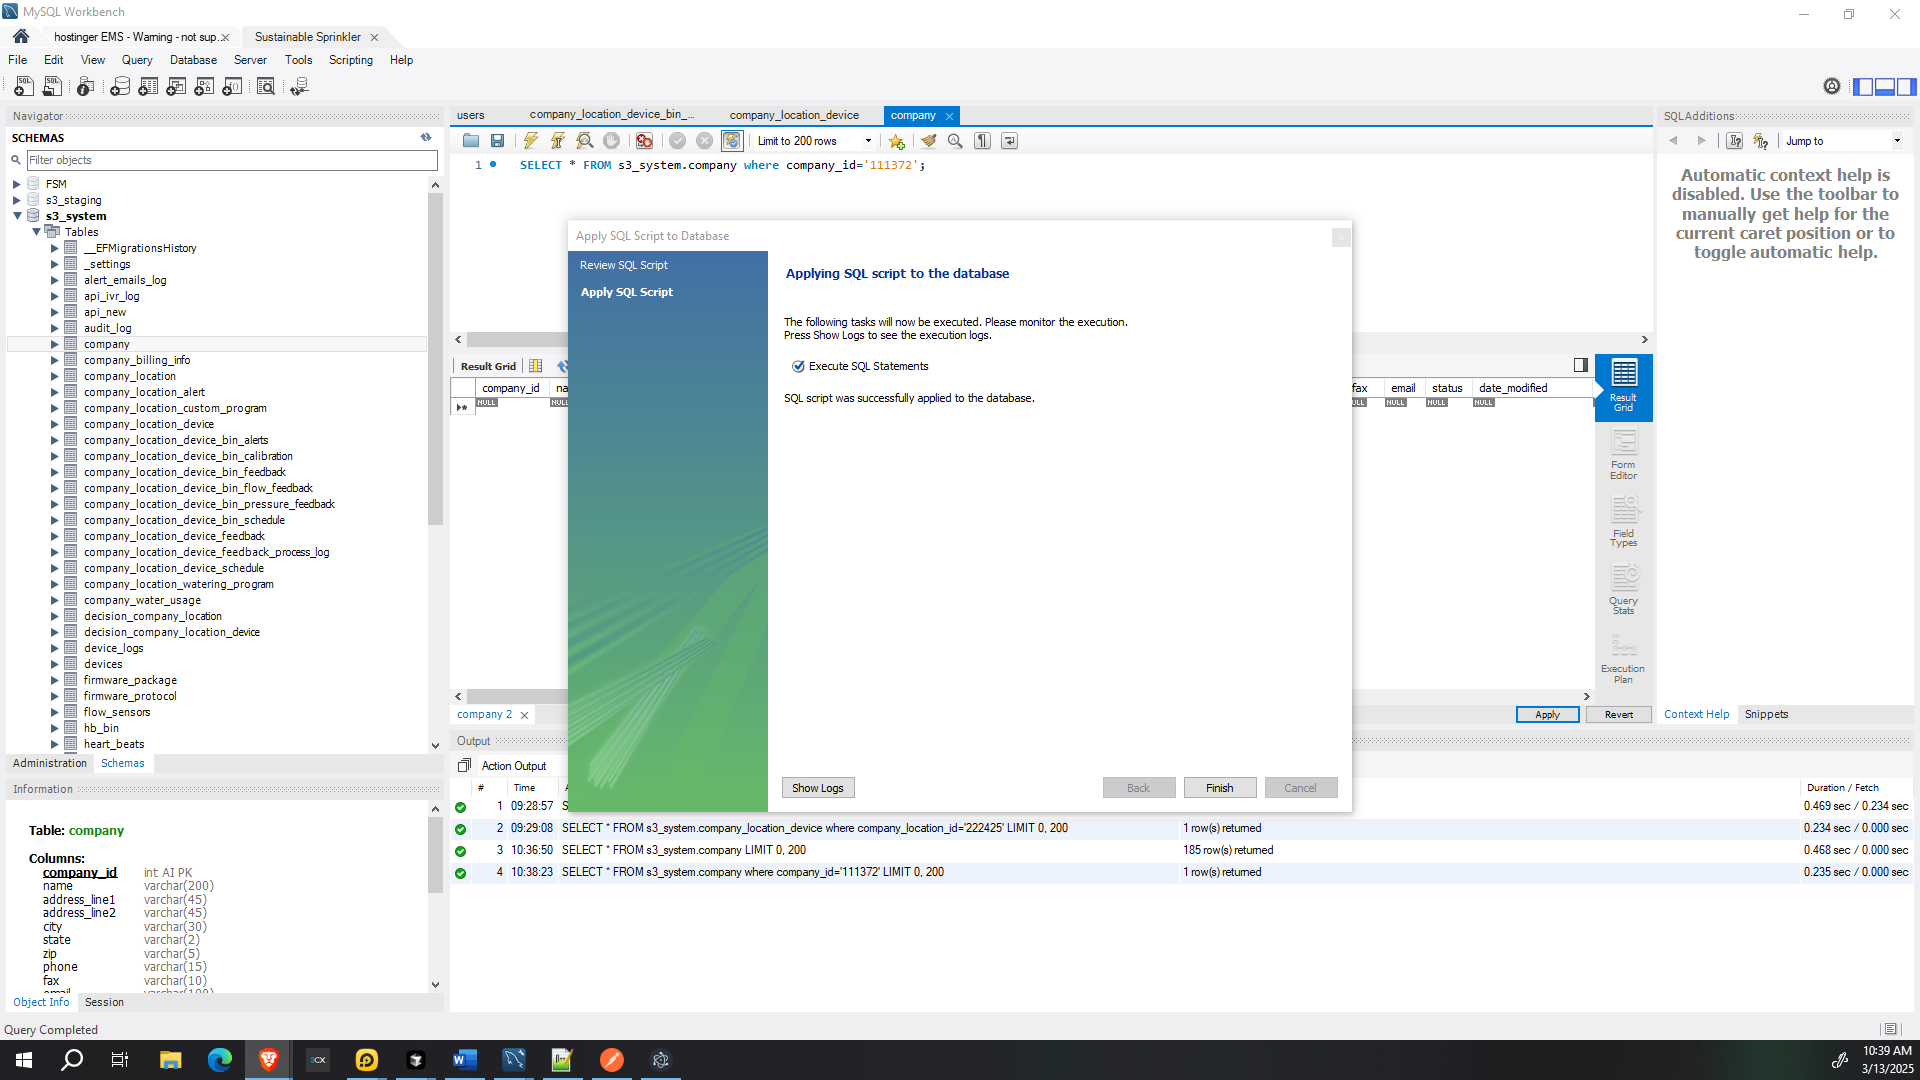 MySQL Workbench
hostinger EMS - Warning - not sup...
Sustainable Sprinkler
File Edit View Query Database Server Tools Scripting Help
Navigator
SCHEMAS
Filter objects
FSM
s3_staging
s3_system
Tables
__EFMigrationsHistory
_settings
alert_emails_log
api_ivr_log
api_new
audit_log
company
company_billing_info
company_location
company_location_alert
company_location_custom_program
company_location_device
company_location_device_bin_alerts
company_location_device_bin_calibration
company_location_device_bin_feedback
company_location_device_bin_flow_feedback
company_location_device_bin_pressure_feedback
company_location_device_bin_schedule
company_location_device_feedback
company_location_device_feedback_process_log
company_location_device_schedule
company_location_watering_program
company_water_usage
decision_company_location
decision_company_location_device
device_logs
devices
firmware_package
firmware_protocol
flow_sensors
hb_bin
heart_beats
Administration Schemas
Information
Table: company
Columns:
company_id int AI PK
name varchar(200)
address_line1 varchar(45)
address_line2 varchar(45)
city varchar(30)
state varchar(2)
zip varchar(5)
phone varchar(15)
fax varchar(10)
email varchar(100)
Object Info Session
Query Completed
users company_location_device_bin_... company_location_device company
Limit to 200 rows
1 SELECT * FROM s3_system.company where company_id='111372';
Apply SQL Script to Database
Review SQL Script
Apply SQL Script
Applying SQL script to the database
The following tasks will now be executed. Please monitor the execution.
Press Show Logs to see the execution logs.
Execute SQL Statements
SQL script was successfully applied to the database.
Show Logs Back Finish Cancel
Result Grid
company_id na fax email status date_modified
NULL NULL NULL NULL NULL NULL
Result Grid
Form Editor
Field Types
Query Stats
Execution Plan
company 2
Apply Revert
Output
Action Output
# Time Duration / Fetch
1 09:28:57 S 0.469 sec / 0.234 sec
2 09:29:08 SELECT * FROM s3_system.company_location_device where company_location_id='222425' LIMIT 0, 200 1 row(s) returned 0.234 sec / 0.000 sec
3 10:36:50 SELECT * FROM s3_system.company LIMIT 0, 200 185 row(s) returned 0.468 sec / 0.000 sec
4 10:38:23 SELECT * FROM s3_system.company where company_id='111372' LIMIT 0, 200 1 row(s) returned 0.235 sec / 0.000 sec
SQLAdditions
Jump to
Automatic context help is
disabled. Use the toolbar to
manually get help for the
current caret position or to
toggle automatic help.
Context Help Snippets
3CX
10:39 AM
3/13/2025